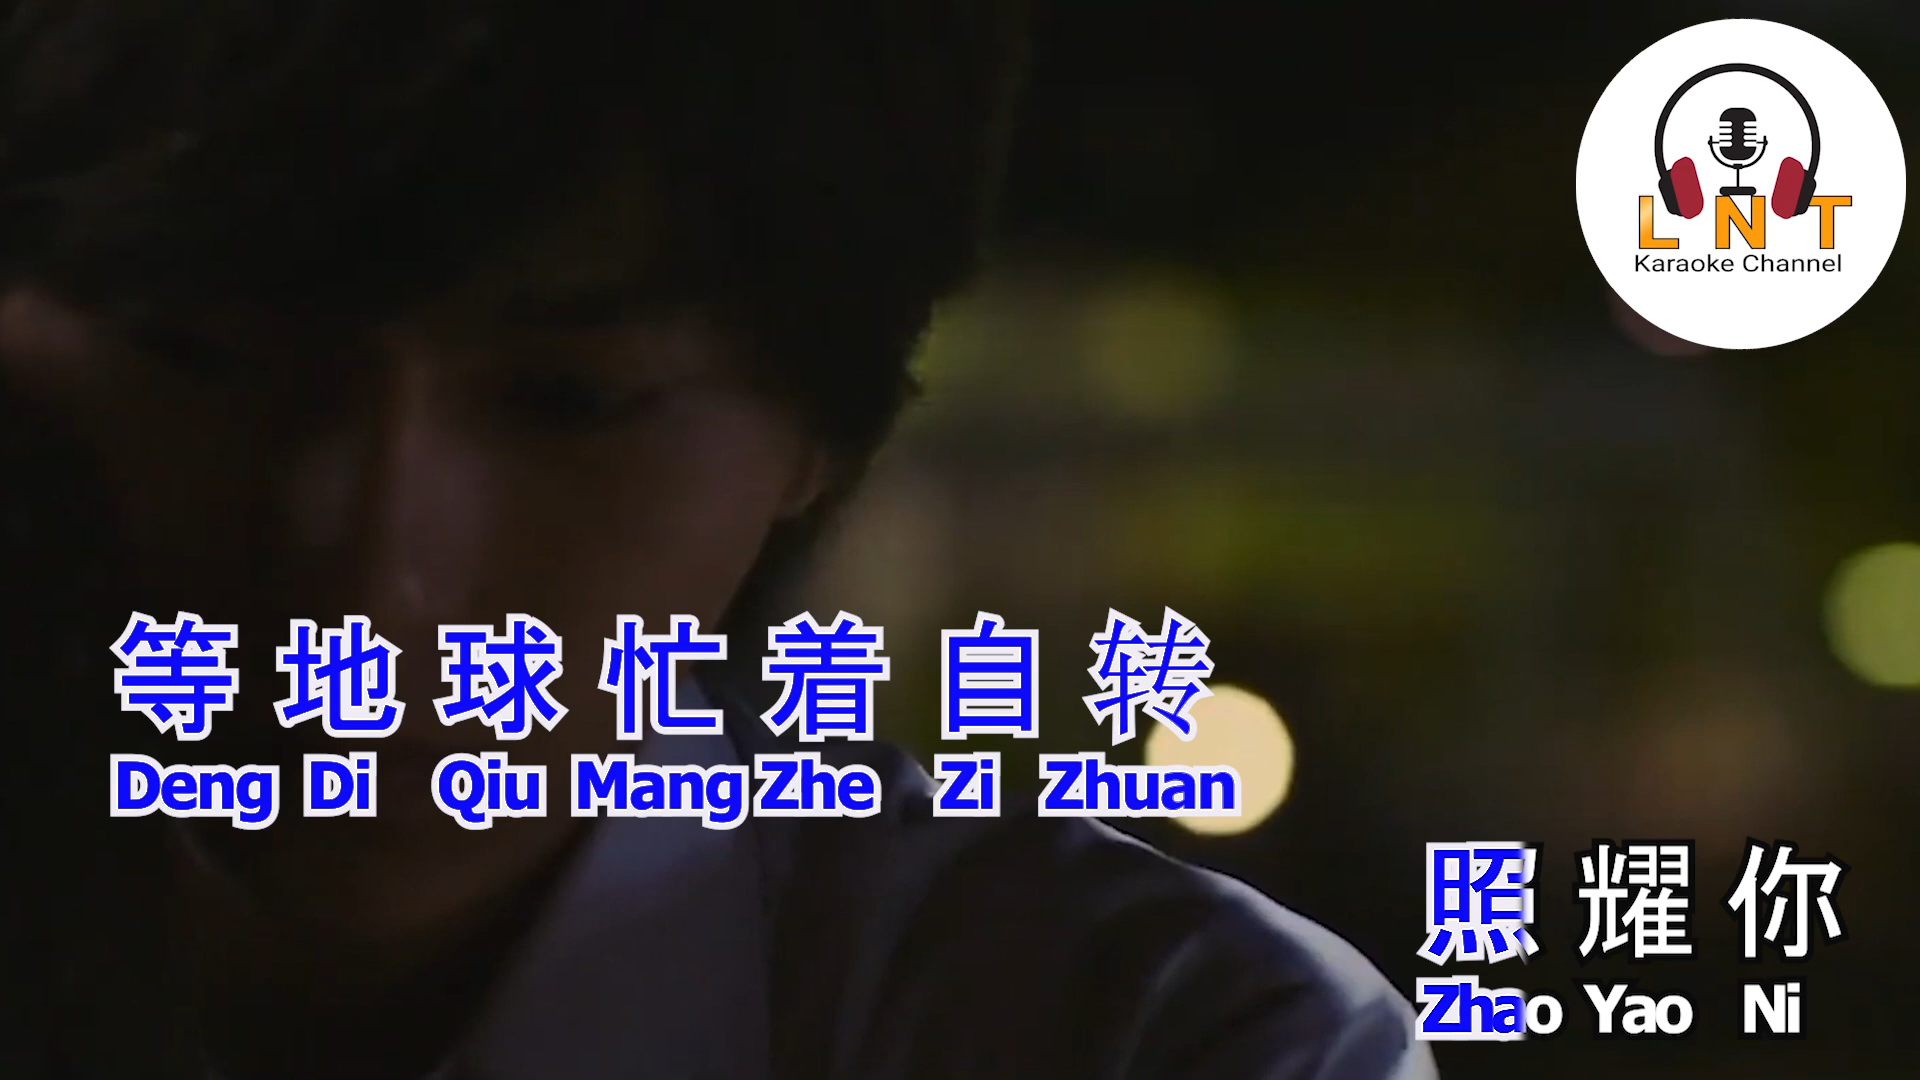 L N T
Karaoke Channel
等 地 球 忙 着 自 转
Deng Di Qiu Mang Zhe Zi Zhuan
照 耀 你
Zhao Yao Ni